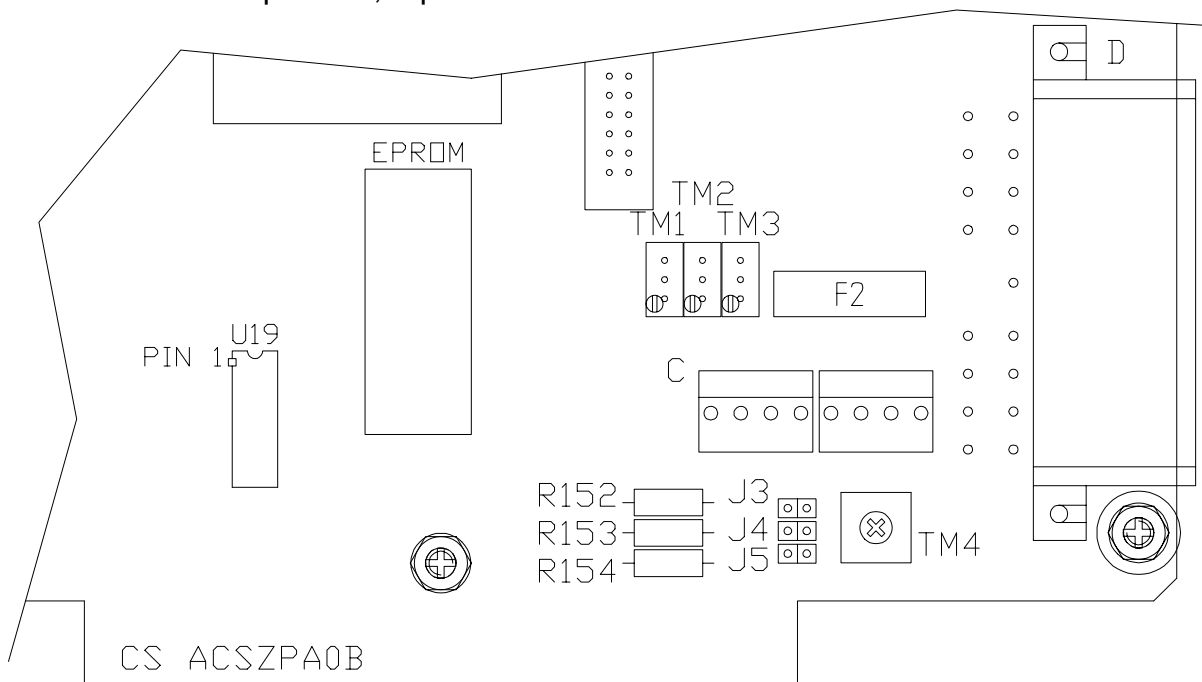 D
EPROM
TM2
TM1 TM3
F2
U19
PIN 1
C
R152 J3
R153 J4
TM4
R154 J5
CS ACSZPA0B